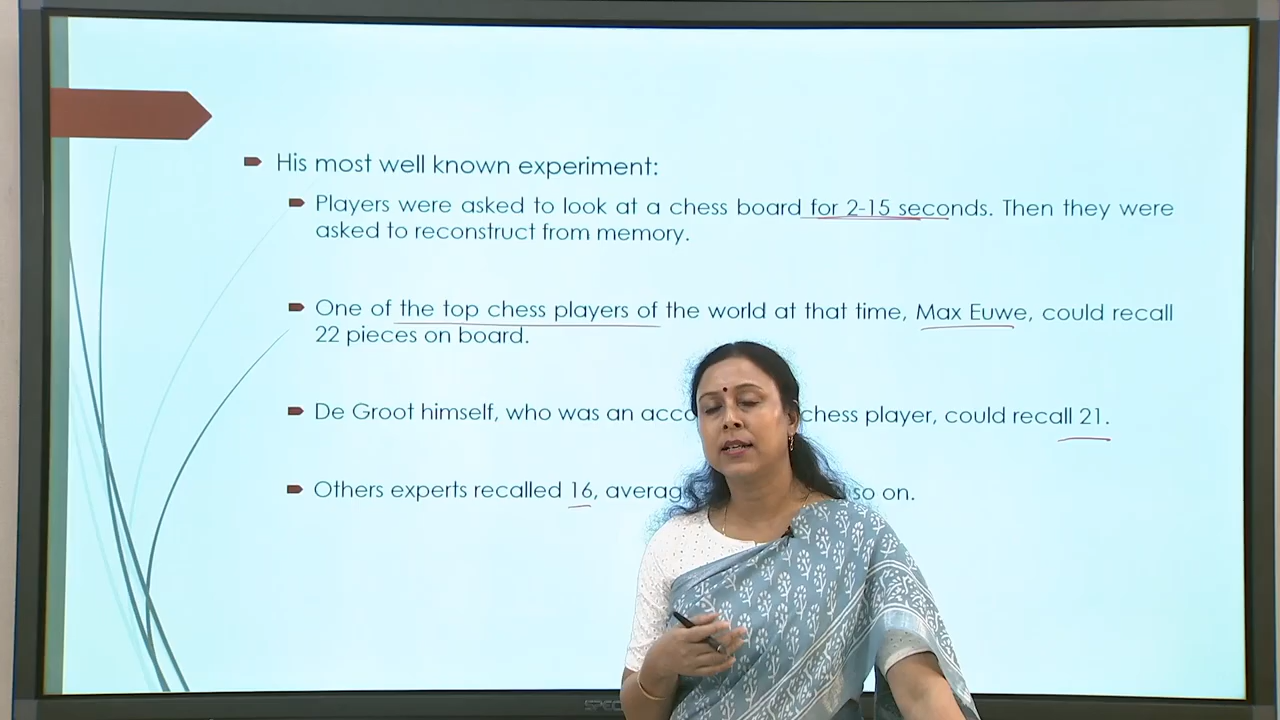 His most well known experiment:
Players were asked to look at a chess board for 2-15 seconds. Then they were
asked to reconstruct from memory.
One of the top chess players of the world at that time, Max Euwe, could recall
22 pieces on board.
De Groot himself, who was an chess player, could recall 21.
Others experts recalled 16, so on.